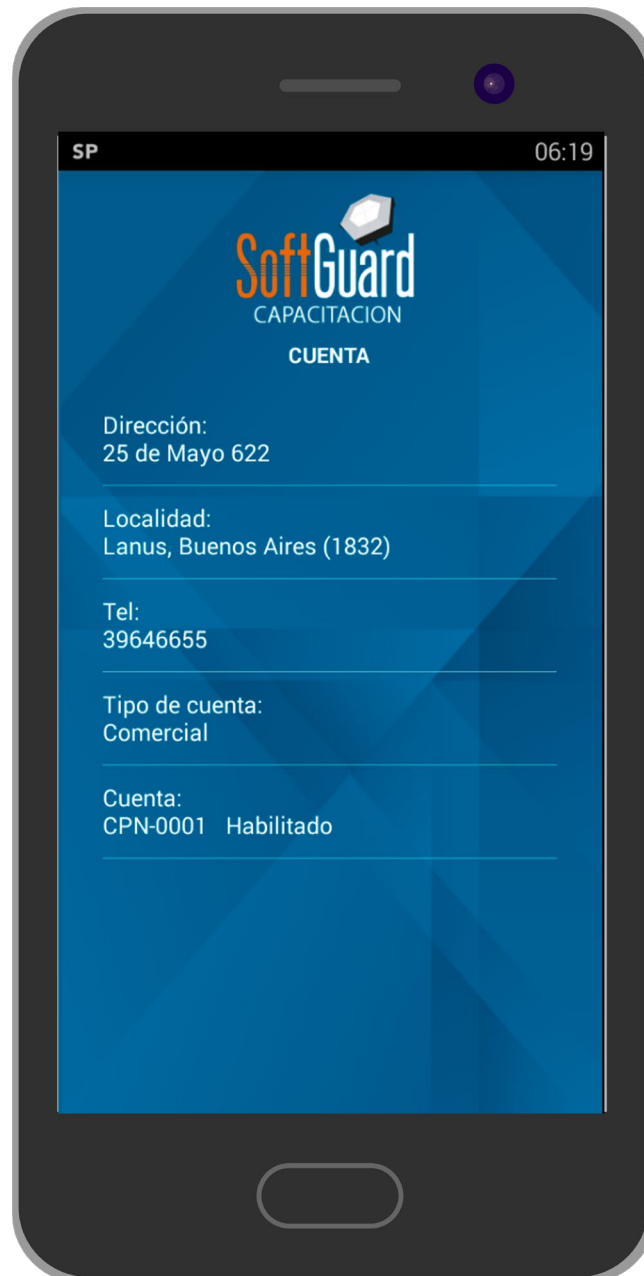 SP 06:19
SoftGuard
CAPACITACION
CUENTA
Dirección:
25 de Mayo 622
Localidad:
Lanus, Buenos Aires (1832)
Tel:
39646655
Tipo de cuenta:
Comercial
Cuenta:
CPN-0001 Habilitado